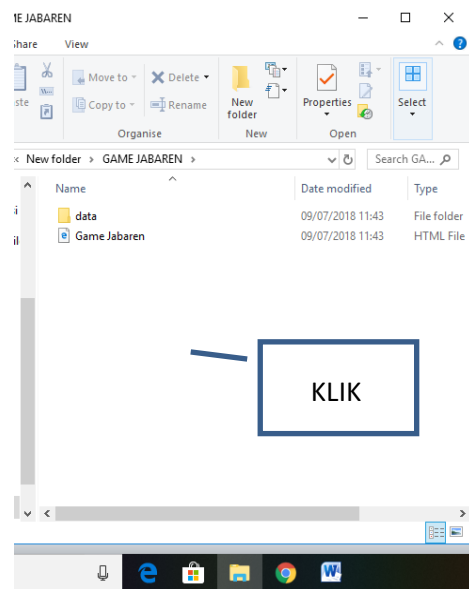 ME JABAREN
Share View
Move to Delete
Copy to Rename
New folder
Properties
Select
Organise New Open
New folder > GAME JABAREN > Search GA...
Name Date modified Type
data 09/07/2018 11:43 File folder
Game Jabaren 09/07/2018 11:43 HTML File
KLIK